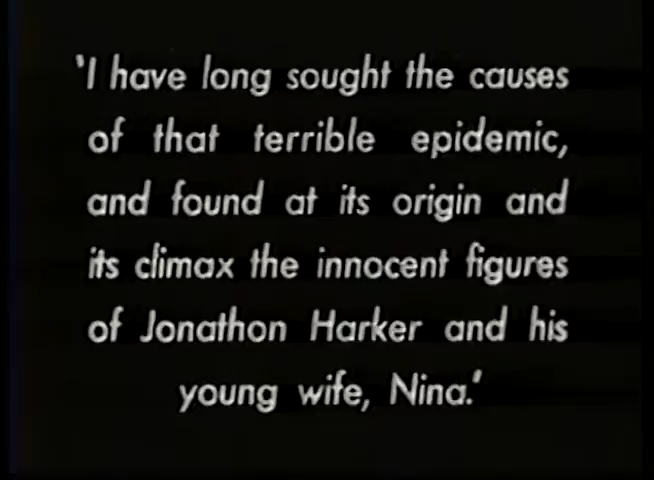 'I have long sought the causes
of that terrible epidemic,
and found at its origin and
its climax the innocent figures
of Jonathon Harker and his
young wife, Nina.'